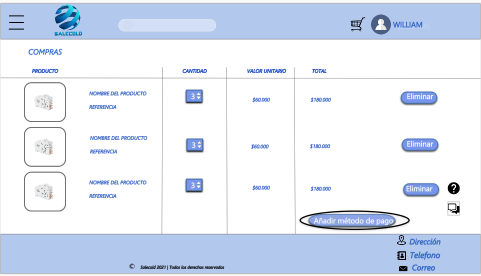 SALECOLD
WILLIAM
COMPRAS
PRODUCTO CANTIDAD VALOR UNITARIO TOTAL
NOMBRE DEL PRODUCTO
REFERENCIA
3 $60.000 $180.000 Eliminar
NOMBRE DEL PRODUCTO
REFERENCIA
3 $60.000 $180.000 Eliminar
NOMBRE DEL PRODUCTO
REFERENCIA
3 $60.000 $180.000 Eliminar
?
Añadir método de pago
Dirección
Telefono
Correo
© Salecold 2021 | Todos los derechos reservados